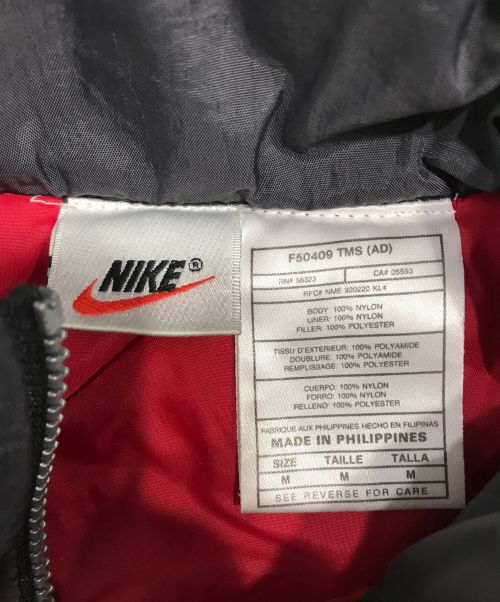 NIKE®
F50409 TMS (AD)
RN# 56323 CA# 05553
RFC# NME 920220 KL4
BODY: 100% NYLON
LINER: 100% NYLON
FILLER: 100% POLYESTER
TISSU D'EXTERIEUR: 100% POLYAMIDE
DOUBLURE: 100% POLYAMIDE
REMPLISSAGE: 100% POLYESTER
CUERPO: 100% NYLON
FORRO: 100% NYLON
RELLENO: 100% POLYESTER
FABRIQUE AUX PHILIPPINES HECHO EN FILIPINAS
MADE IN PHILIPPINES
SIZE TAILLE TALLA
M M M
SEE REVERSE FOR CARE